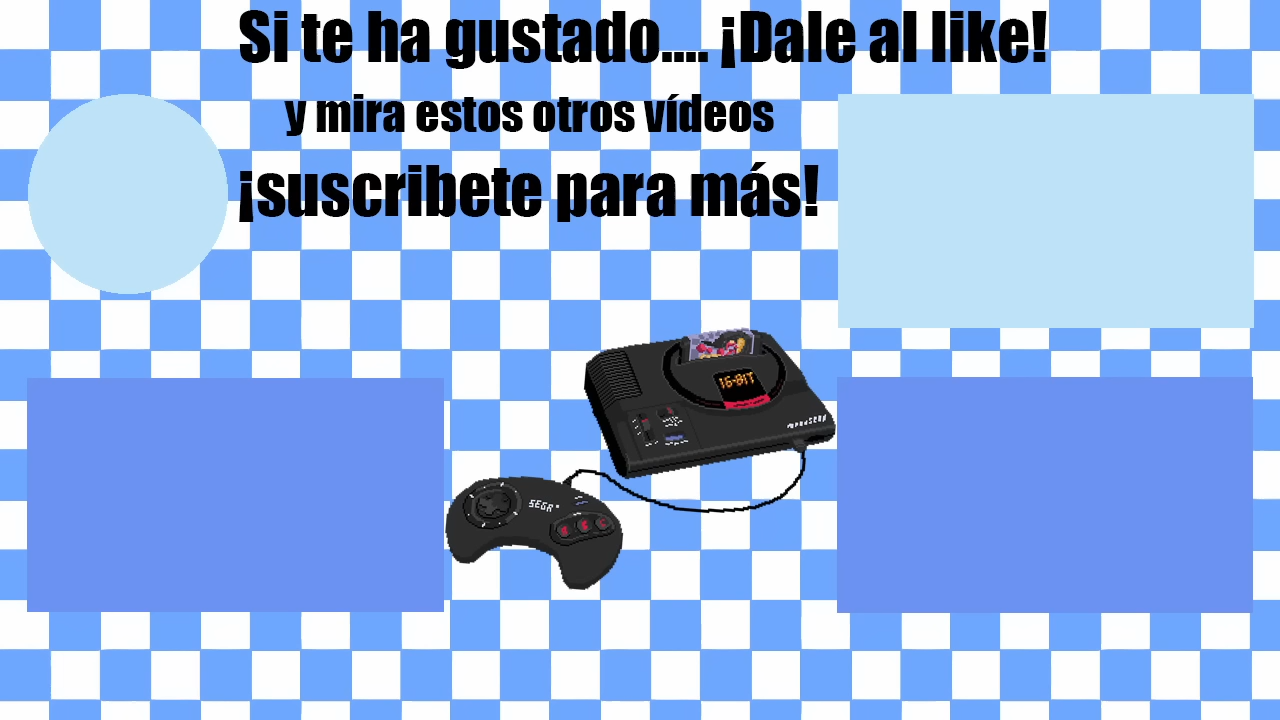 Si te ha gustado.... ¡Dale al like!
y mira estos otros vídeos
¡suscribete para más!
16-BIT
SEGA